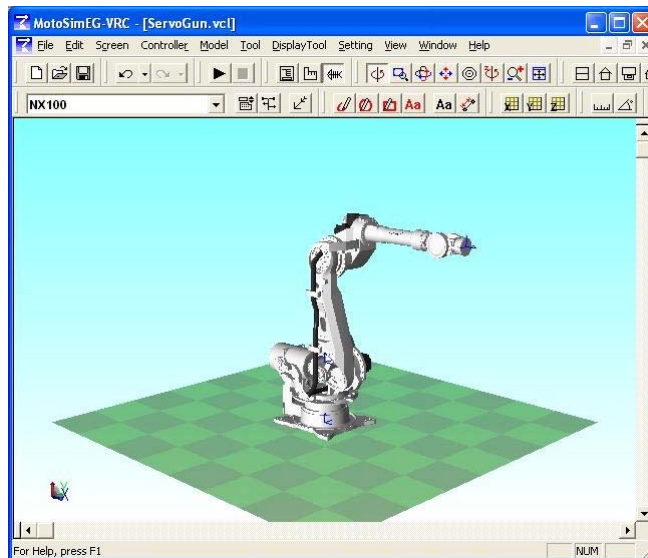 MotoSimEG-VRC - [ServoGun.vcl]
File Edit Screen Controller Model Tool DisplayTool Setting View Window Help
NX100
Aa Aa X Y Z
For Help, press F1 NUM